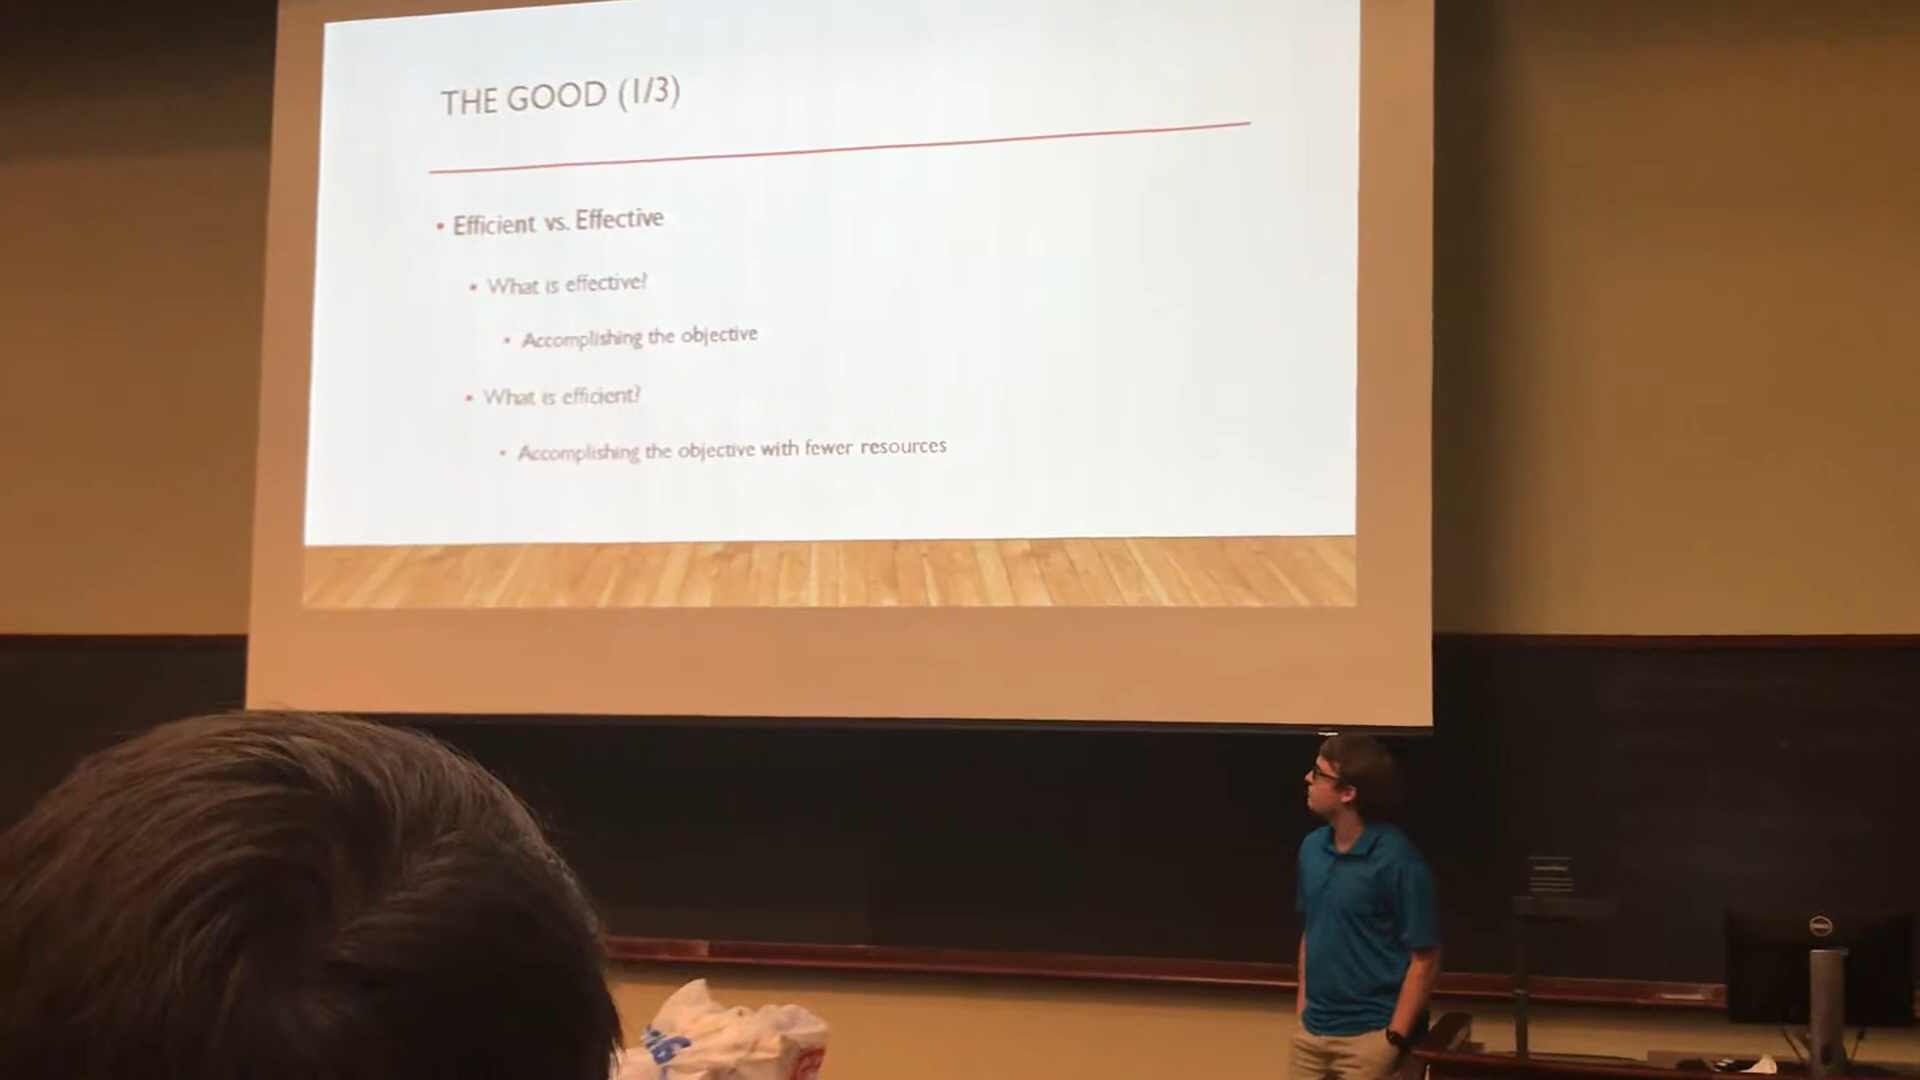 THE GOOD (1/3)
• Efficient vs. Effective
• What is effective?
• Accomplishing the objective
• What is efficient?
• Accomplishing the objective with fewer resources
DELL